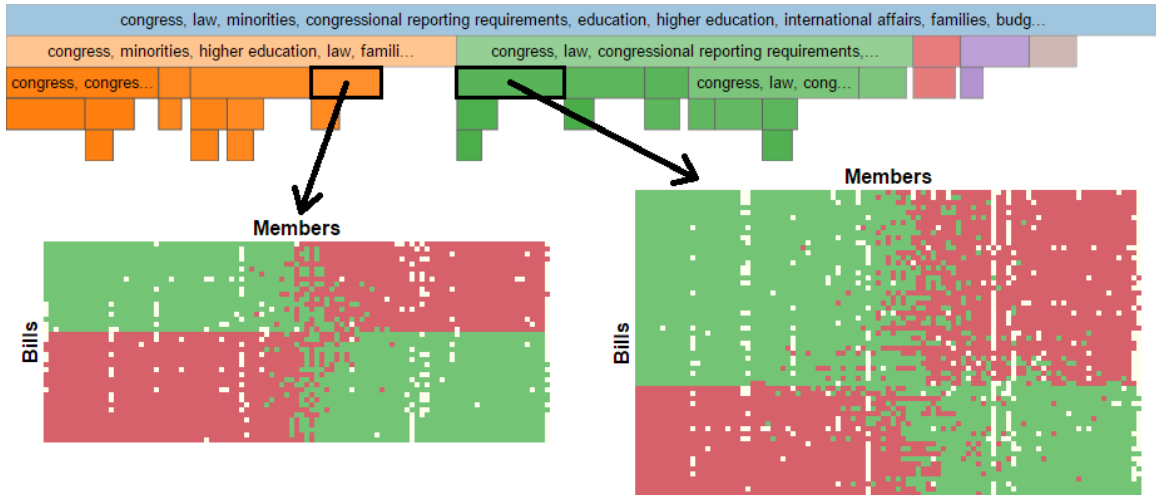 congress, law, minorities, congressional reporting requirements, education, higher education, international affairs, families, budg...
congress, minorities, higher education, law, famili...
congress, law, congressional reporting requirements,...
congress, congres...
congress, law, cong...
Members
Bills
Members
Bills